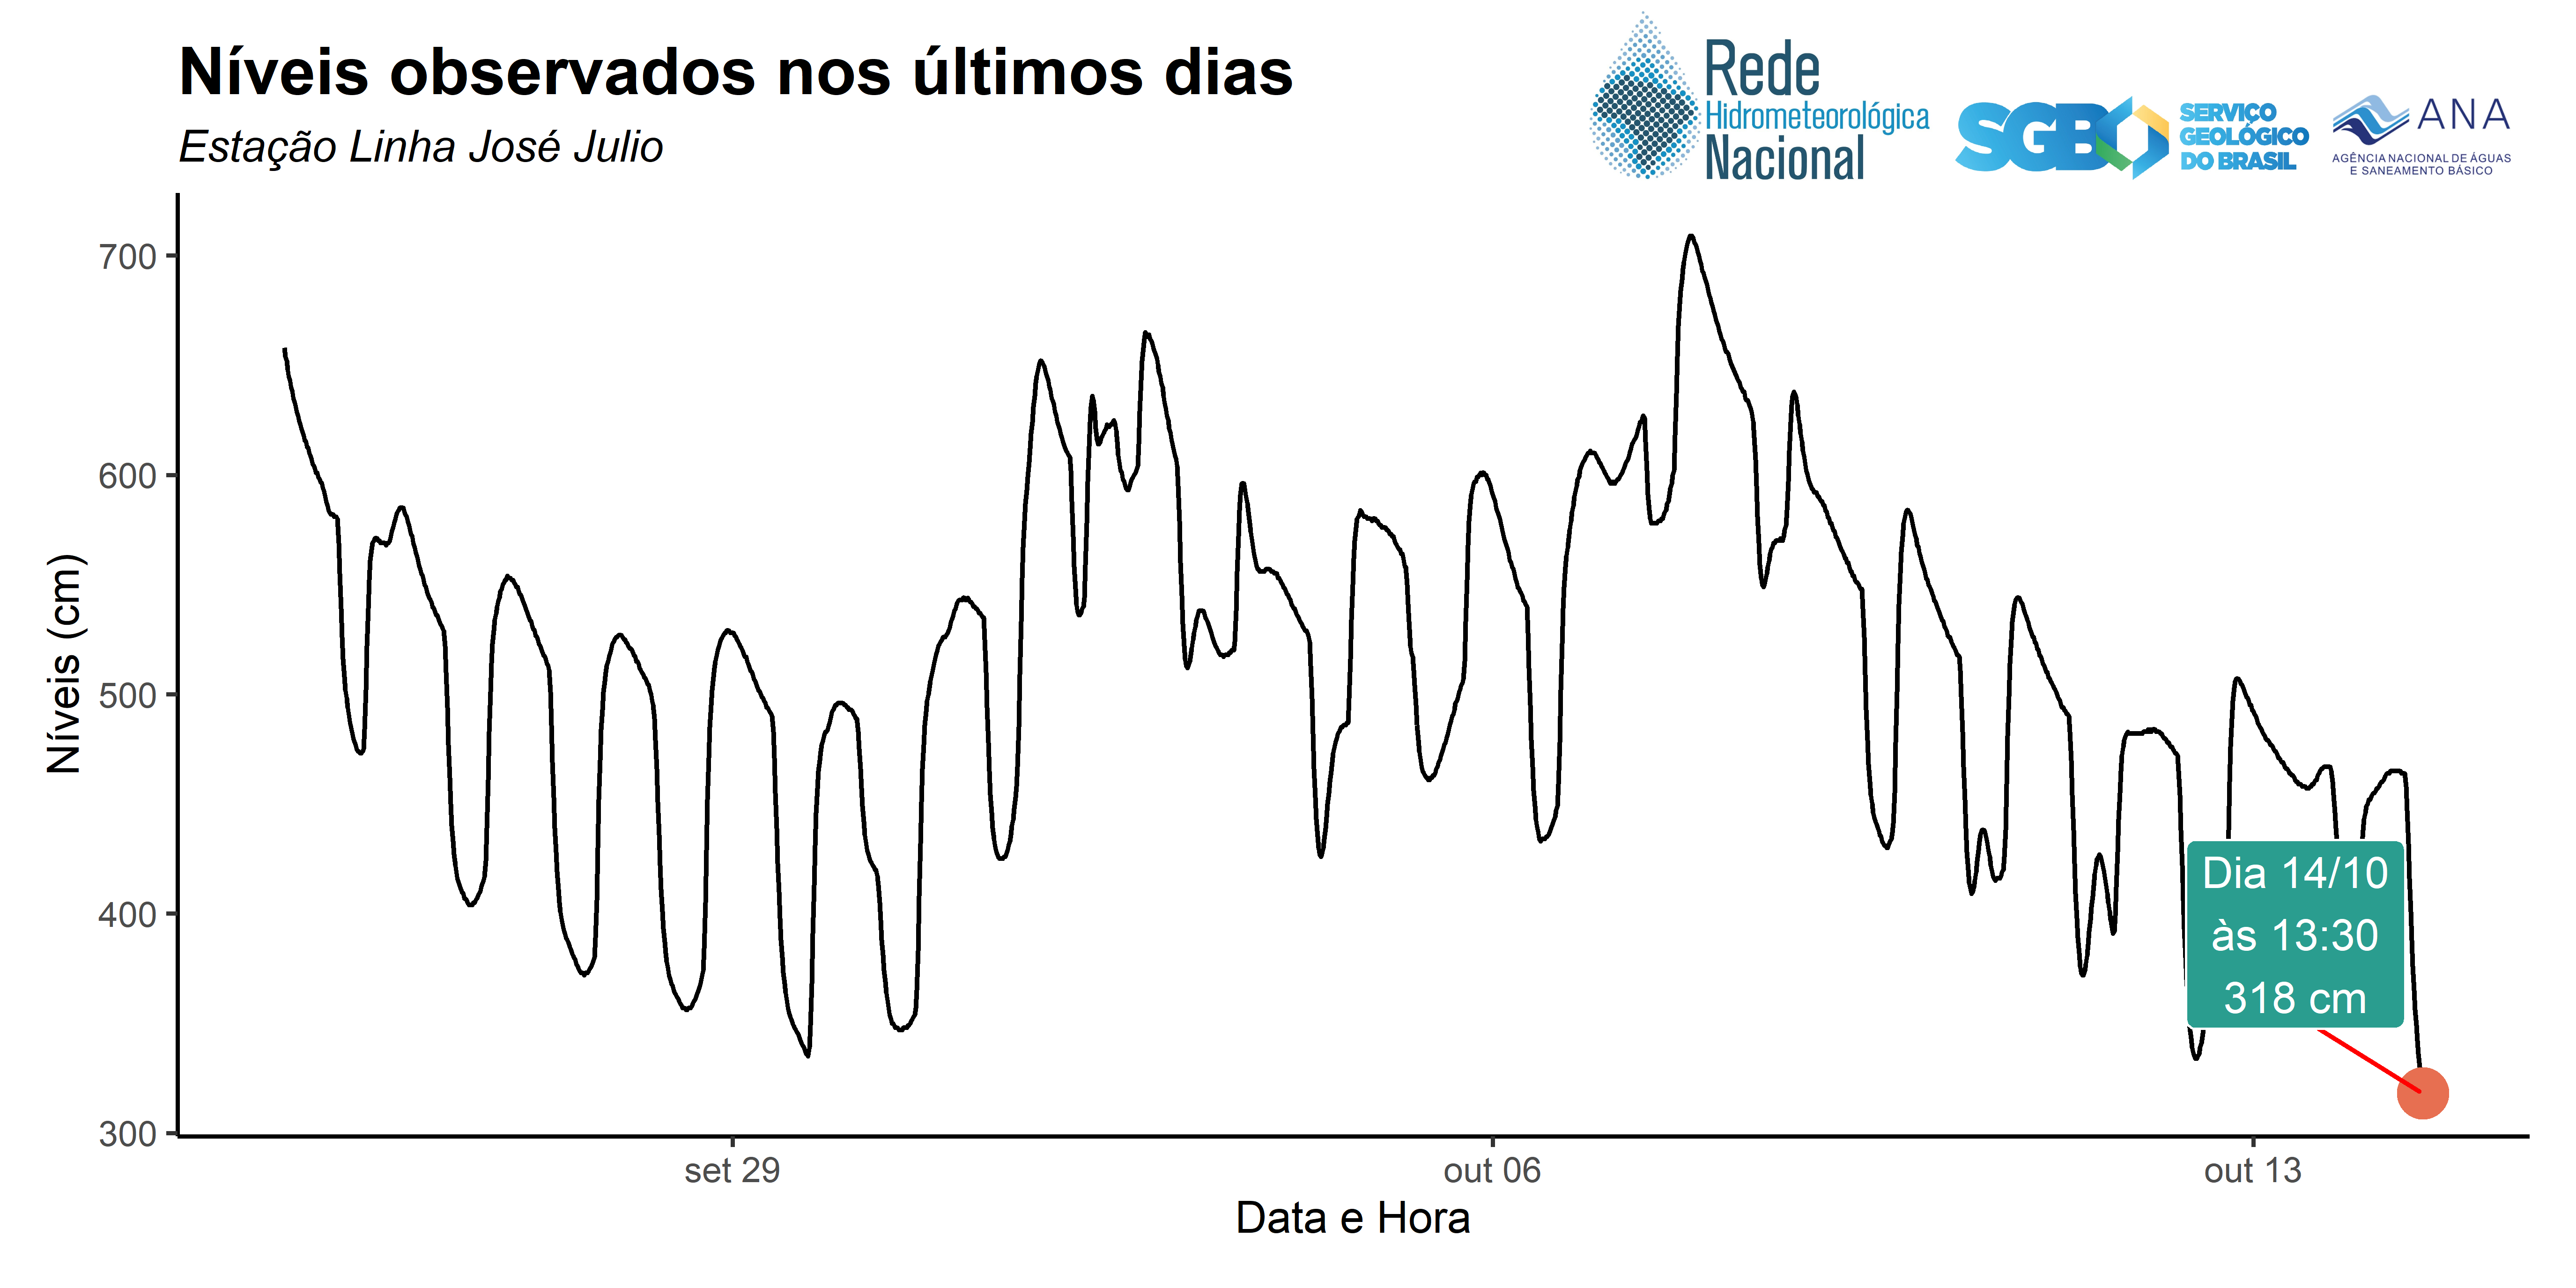 Níveis observados nos últimos dias
Estação Linha José Julio
Rede
Hidrometeorológica
Nacional
SGB
SERVIÇO
GEOLÓGICO
DO BRASIL
ANA
AGÊNCIA NACIONAL DE ÁGUAS
E SANEAMENTO BÁSICO
Níveis (cm)
700
600
500
400
300
Dia 14/10
às 13:30
318 cm
set 29
out 06
out 13
Data e Hora